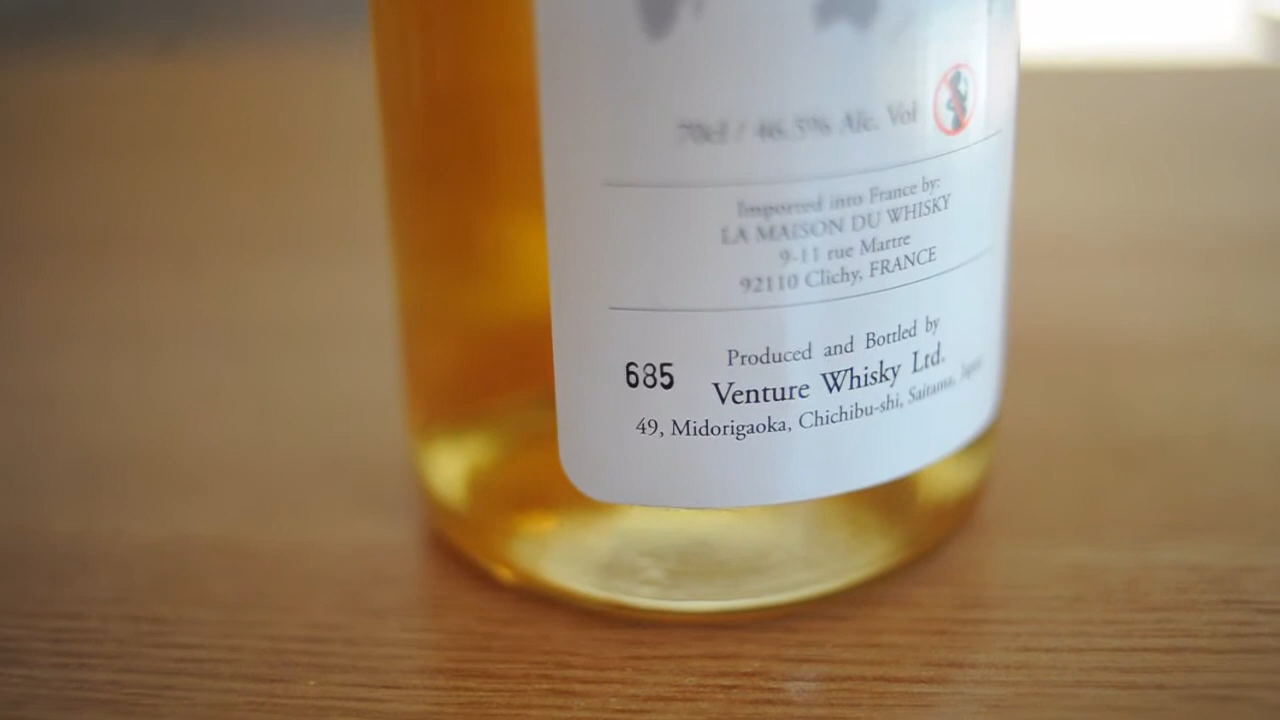 70cl / 46.5% Alc. Vol
Imported into France by:
LA MAISON DU WHISKY
9-11 rue Martre
92110 Clichy, FRANCE
Produced and Bottled by
685
Venture Whisky Ltd.
49, Midorigaoka, Chichibu-shi, Saitama, Japan